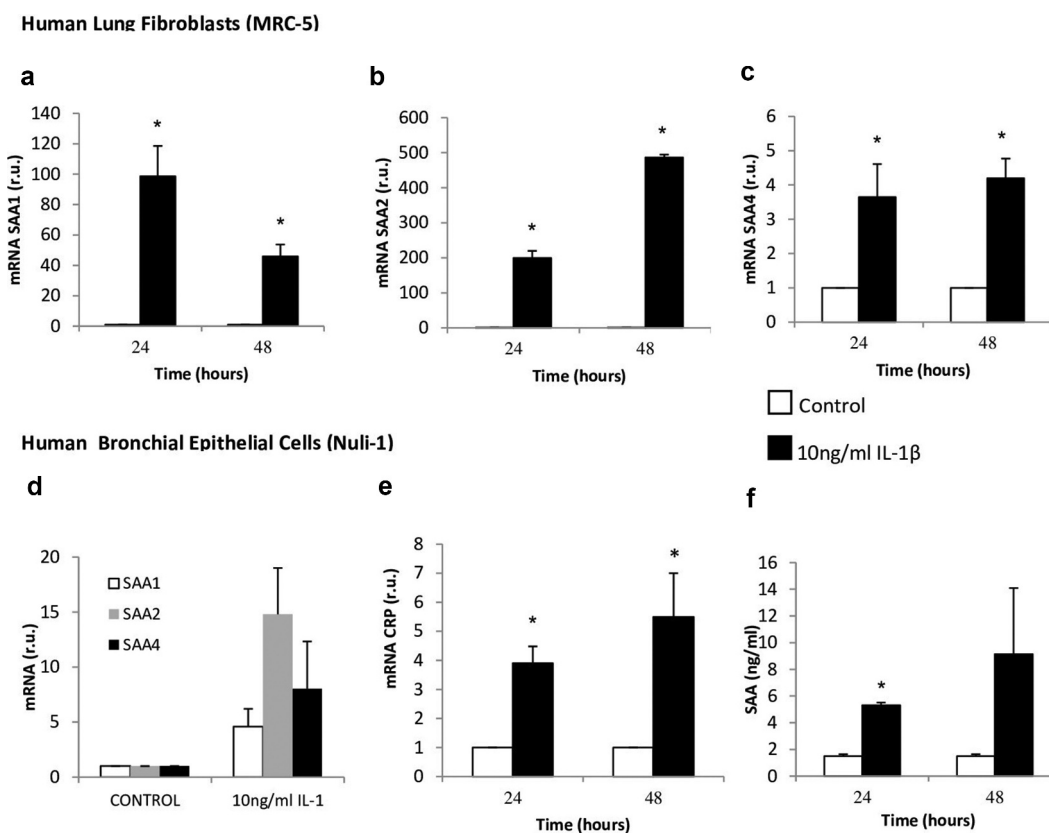 Human Lung Fibroblasts (MRC-5)
a
mRNA SAA1 (r.u.)
140
120
100
80
60
40
20
0
*
*
24
48
Time (hours)
b
mRNA SAA2 (r.u.)
600
500
400
300
200
100
0
*
*
24
48
Time (hours)
c
mRNA SAA4 (r.u.)
6
5
4
3
2
1
0
*
*
24
48
Time (hours)
Control
10ng/ml IL-1β
Human Bronchial Epithelial Cells (Nuli-1)
d
mRNA (r.u.)
20
15
10
5
0
SAA1
SAA2
SAA4
CONTROL
10ng/ml IL-1
e
mRNA CRP (r.u.)
8
7
6
5
4
3
2
1
0
*
*
24
48
Time (hours)
f
SAA (ng/ml)
16
14
12
10
8
6
4
2
0
*
24
48
Time (hours)